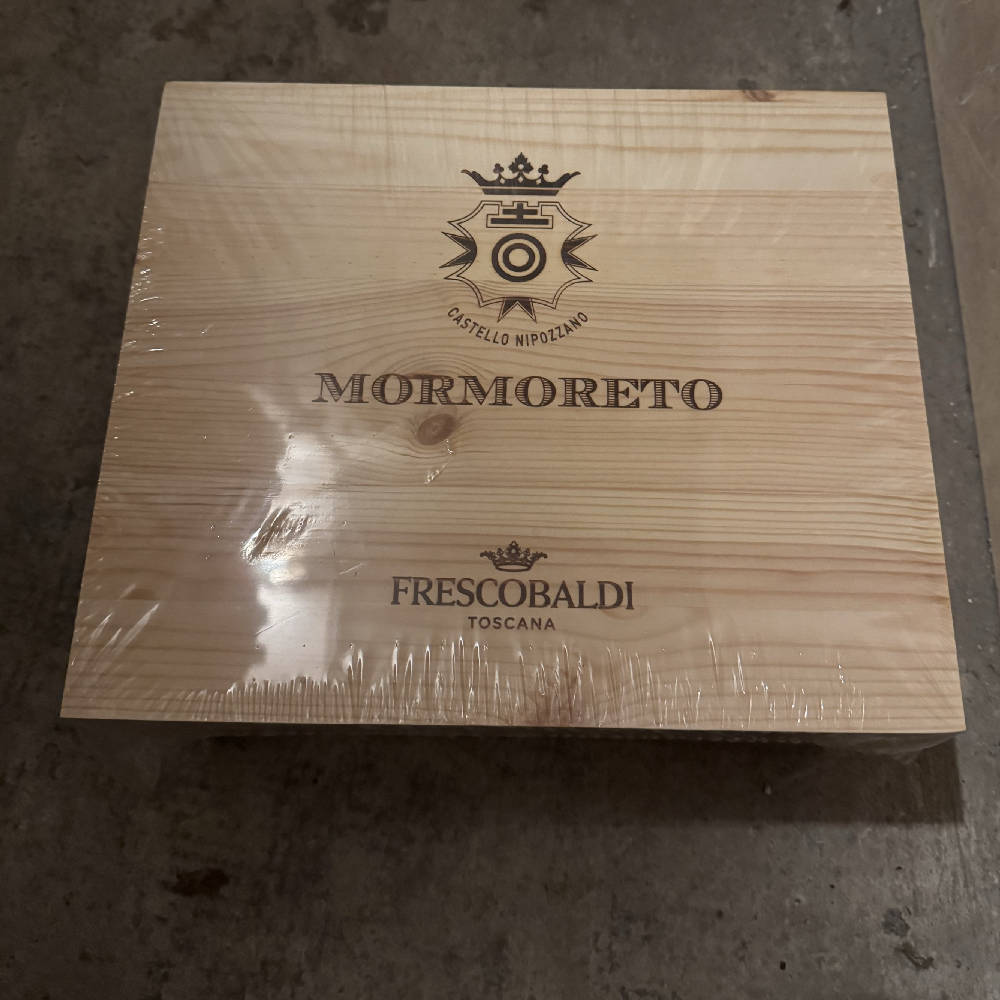 CASTELLO NIPOZZANO
MORMORETO
FRESCOBALDI
TOSCANA